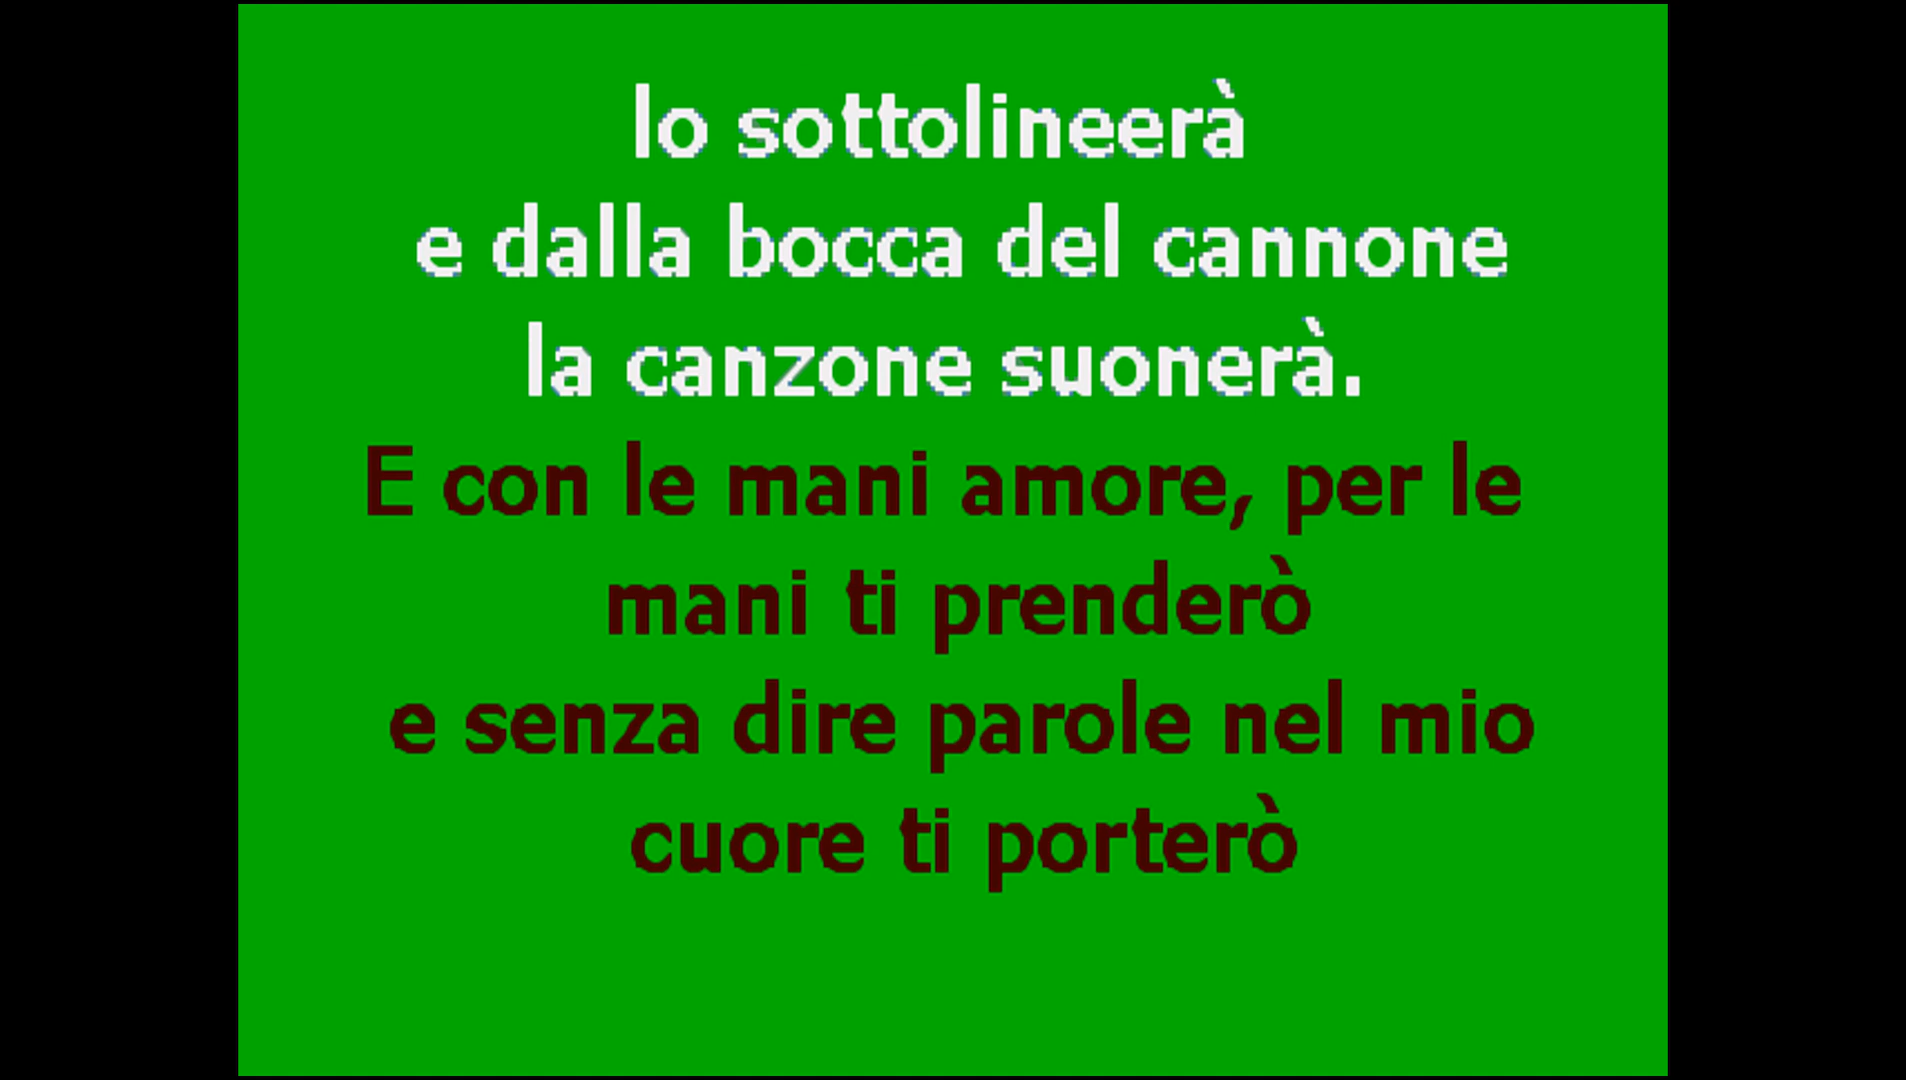 lo sottolineerà
e dalla bocca del cannone
la canzone suonerà.
E con le mani amore, per le
mani ti prenderò
e senza dire parole nel mio
cuore ti porterò